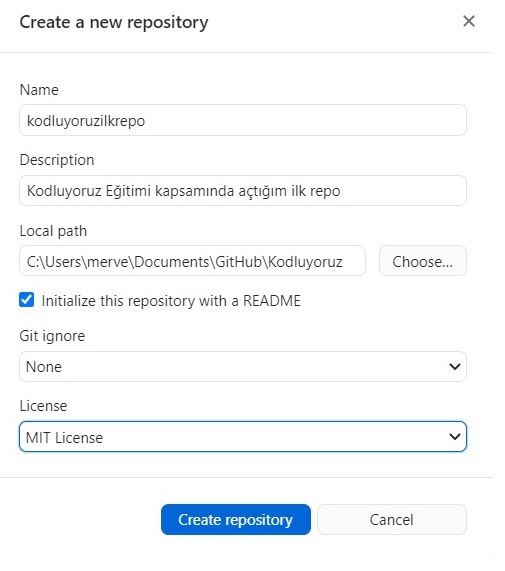 Create a new repository
Name
kodluyoruzilkrepo
Description
Kodluyoruz Eğitimi kapsamında açtığım ilk repo
Local path
C:\Users\merve\Documents\GitHub\Kodluyoruz
Choose...
Initialize this repository with a README
Git ignore
None
License
MIT License
Create repository
Cancel